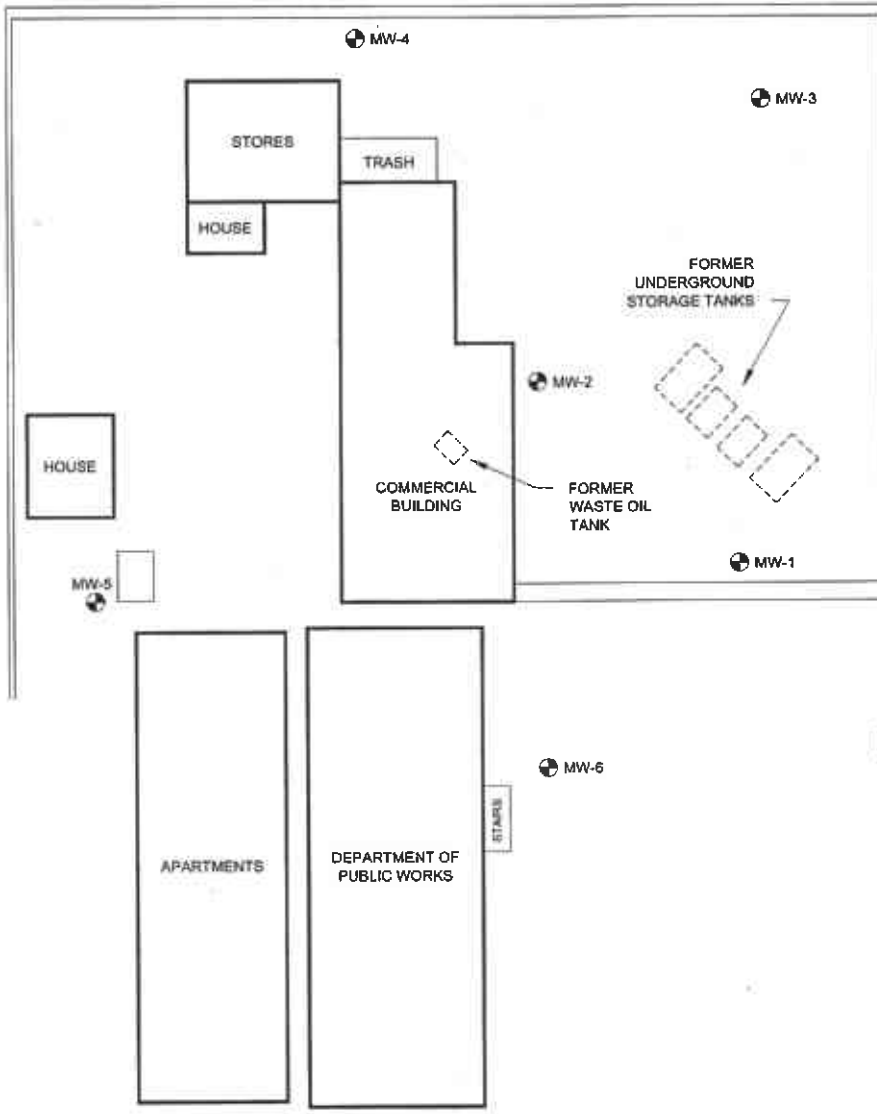 MW-4
MW-3
STORES
TRASH
HOUSE
FORMER
UNDERGROUND
STORAGE TANKS
MW-2
HOUSE
COMMERCIAL
BUILDING
FORMER
WASTE OIL
TANK
MW-1
MW-5
MW-6
STAIRS
APARTMENTS
DEPARTMENT OF
PUBLIC WORKS